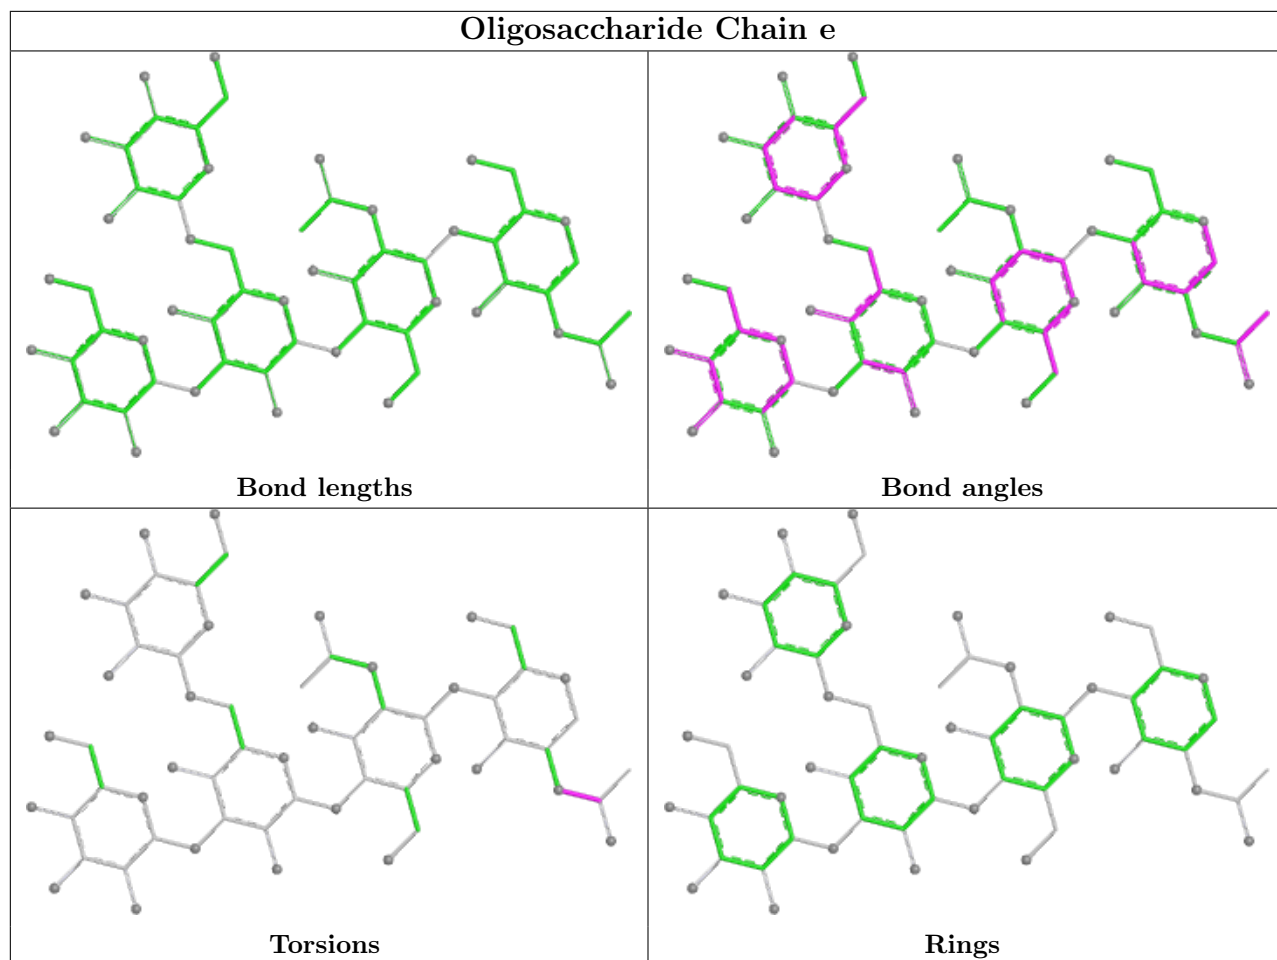 Oligosaccharide Chain e
Bond lengths
Bond angles
Torsions
Rings